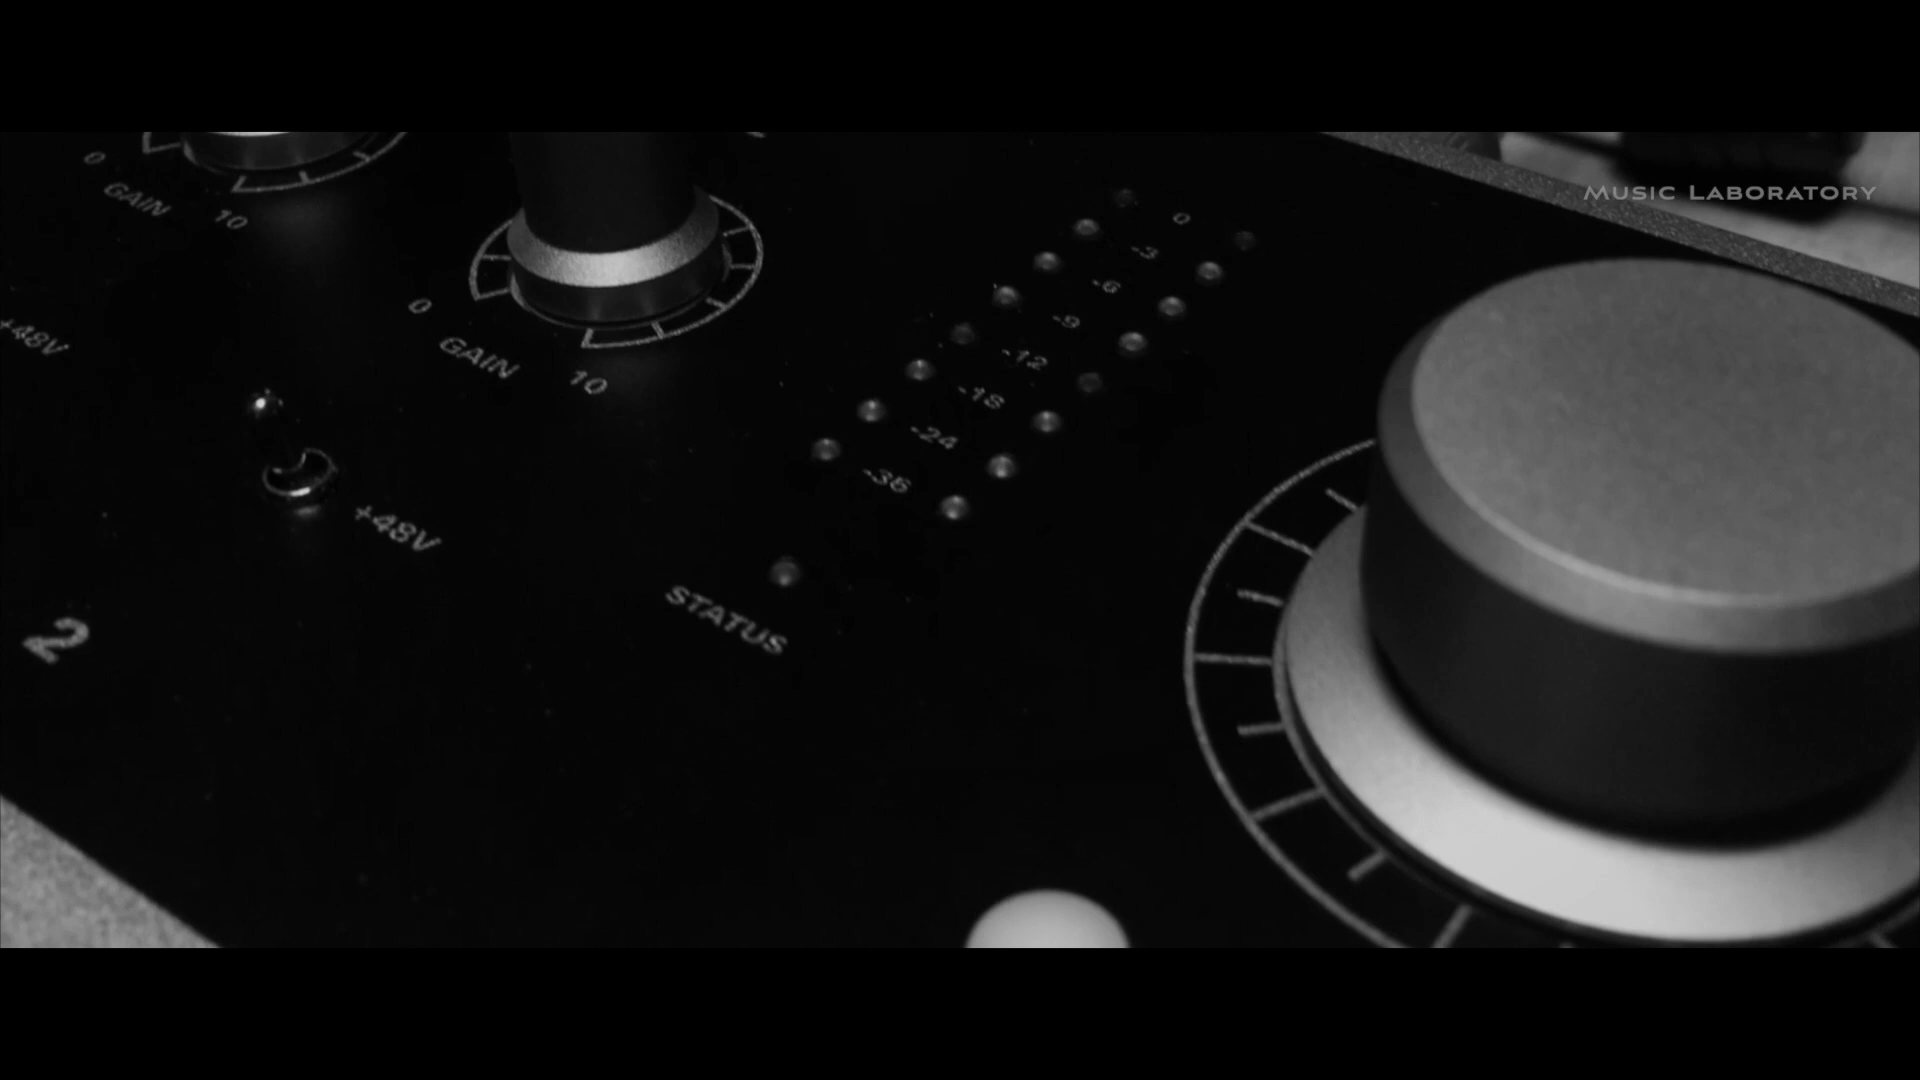 MUSIC LABORATORY
0 GAIN 10
0 GAIN 10
+48V
+48V
0
-3
-6
-9
-12
-18
-24
-36
STATUS
2